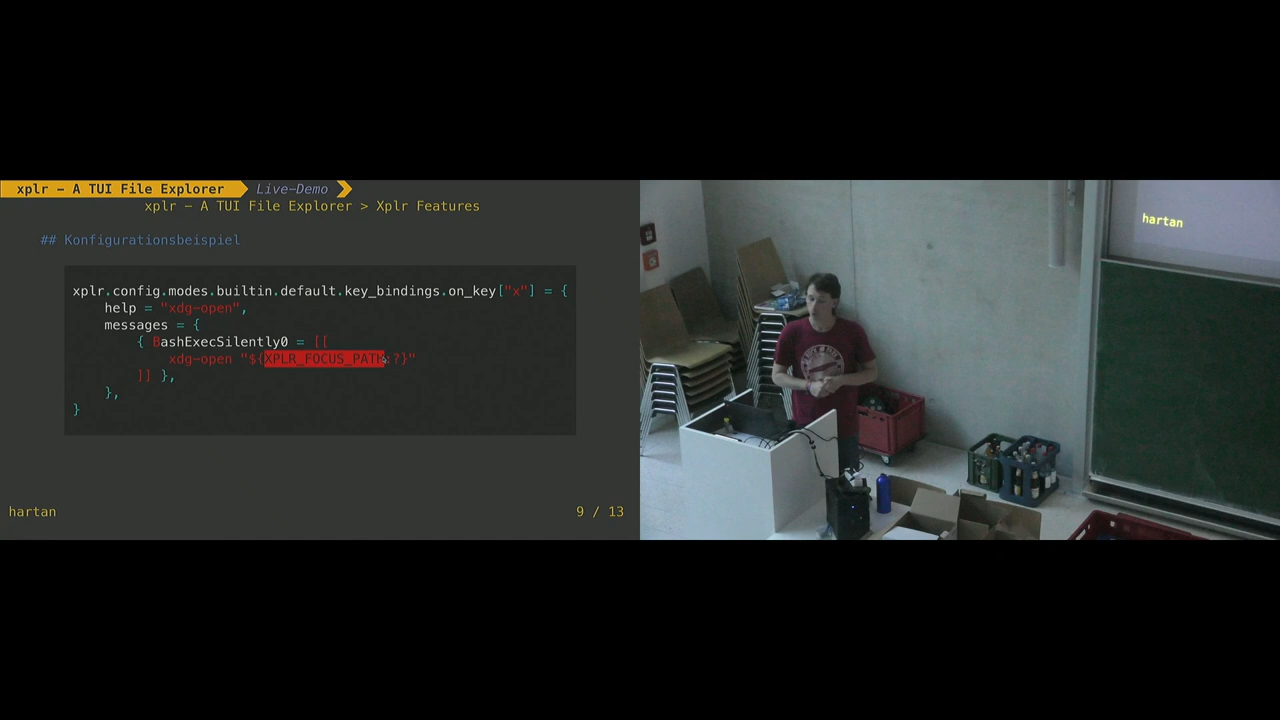 xplr - A TUI File Explorer Live-Demo
xplr - A TUI File Explorer > Xplr Features
## Konfigurationsbeispiel
xplr.config.modes.builtin.default.key_bindings.on_key["x"] = {
help = "xdg-open",
messages = {
{ BashExecSilently0 = [[
xdg-open "${XPLR_FOCUS_PATH:?}"
]] },
},
}
hartan
9 / 13
hartan